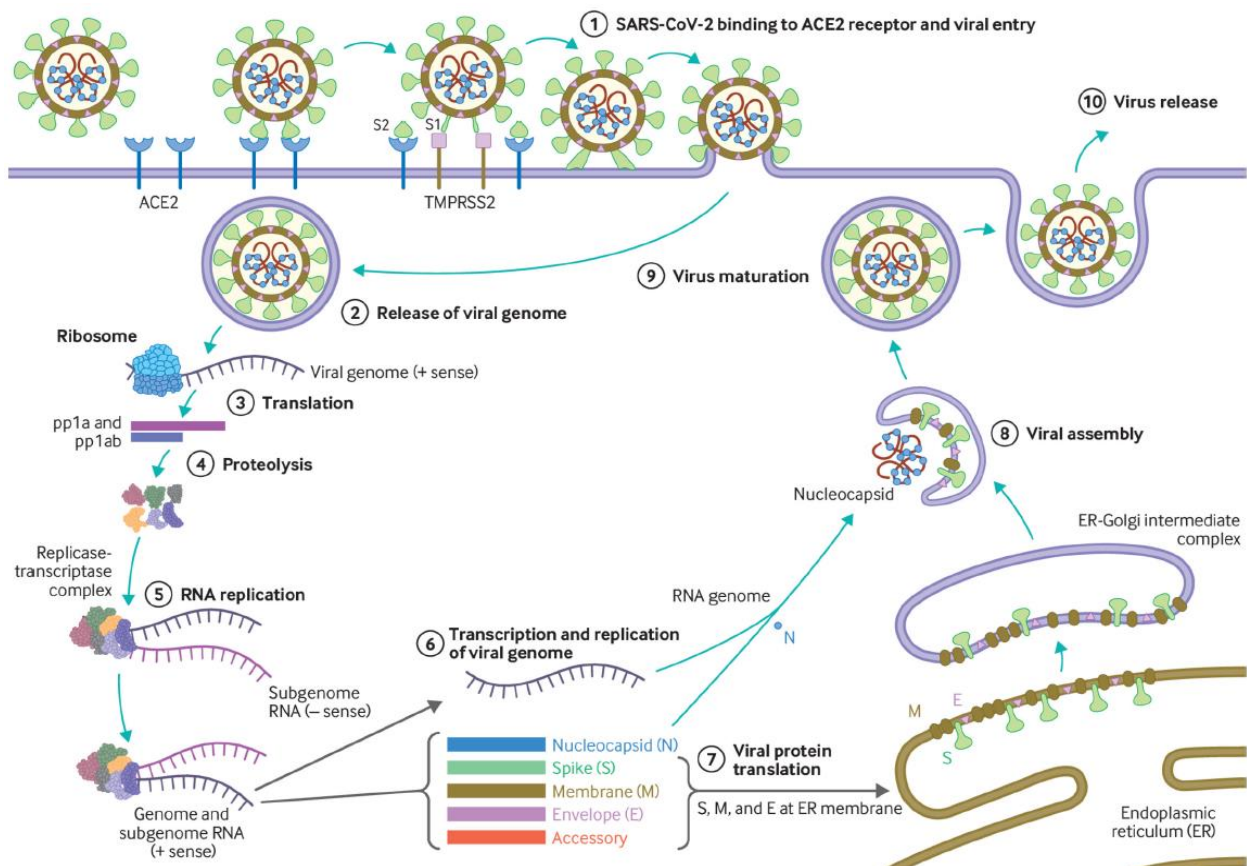 ① SARS-CoV-2 binding to ACE2 receptor and viral entry
⑩ Virus release
S2
S1
ACE2
TMPRSS2
⑨ Virus maturation
② Release of viral genome
Ribosome
Viral genome (+ sense)
③ Translation
pp1a and
pp1ab
④ Proteolysis
⑧ Viral assembly
Nucleocapsid
ER-Golgi intermediate
complex
Replicase-
transcriptase
complex
⑤ RNA replication
RNA genome
N
⑥ Transcription and replication
of viral genome
Subgenome
RNA (– sense)
M
E
S
Nucleocapsid (N)
Spike (S)
Membrane (M)
Envelope (E)
Accessory
⑦ Viral protein
translation
S, M, and E at ER membrane
Genome and
subgenome RNA
(+ sense)
Endoplasmic
reticulum (ER)